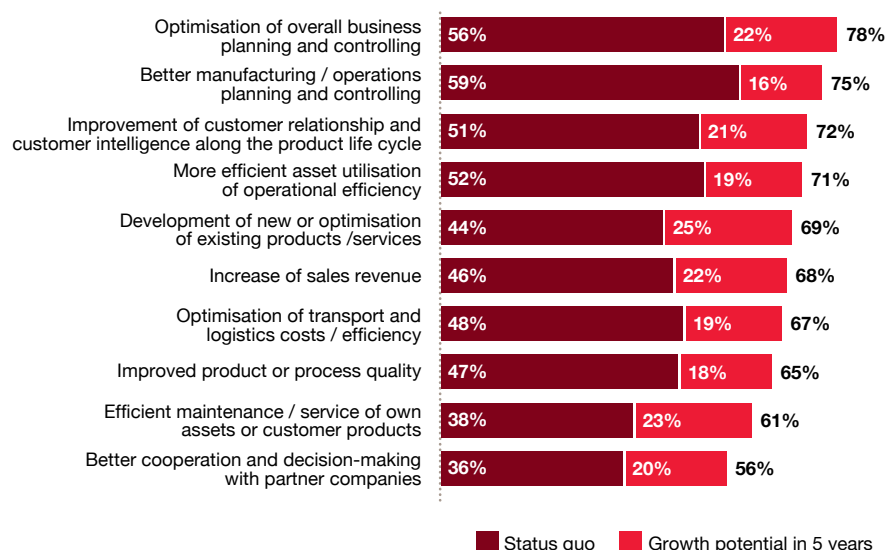 Optimisation of overall business
planning and controlling
56% 22% 78%
Better manufacturing / operations
planning and controlling
59% 16% 75%
Improvement of customer relationship and
customer intelligence along the product life cycle
51% 21% 72%
More efficient asset utilisation
of operational efficiency
52% 19% 71%
Development of new or optimisation
of existing products /services
44% 25% 69%
Increase of sales revenue
46% 22% 68%
Optimisation of transport and
logistics costs / efficiency
48% 19% 67%
Improved product or process quality
47% 18% 65%
Efficient maintenance / service of own
assets or customer products
38% 23% 61%
Better cooperation and decision-making
with partner companies
36% 20% 56%
Status quo Growth potential in 5 years